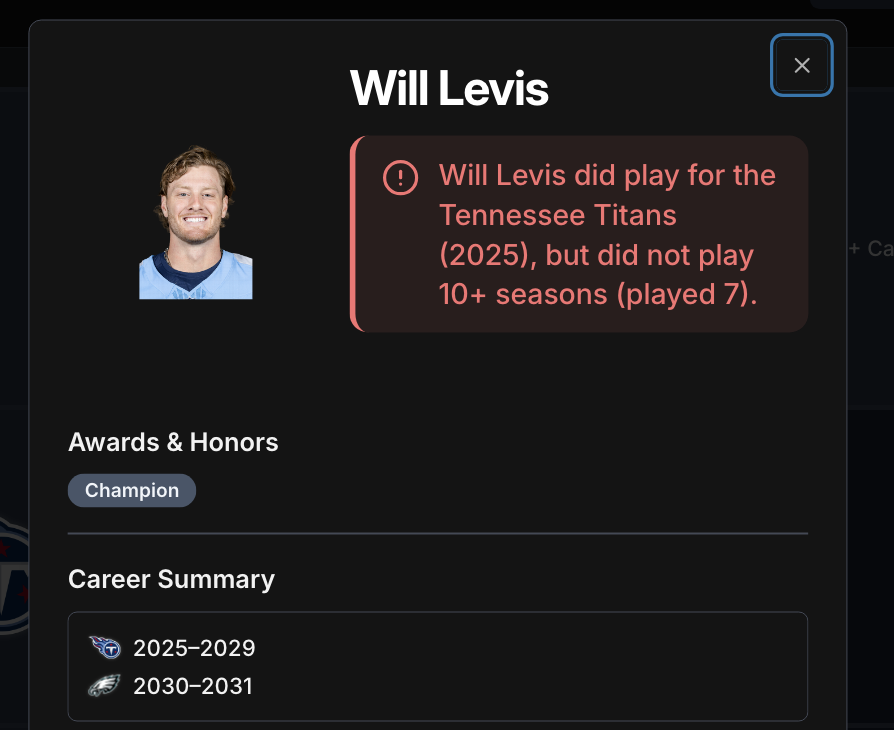 Will Levis
Will Levis did play for the
Tennessee Titans
(2025), but did not play
10+ seasons (played 7).
+ Ca
Awards & Honors
Champion
Career Summary
2025–2029
2030–2031